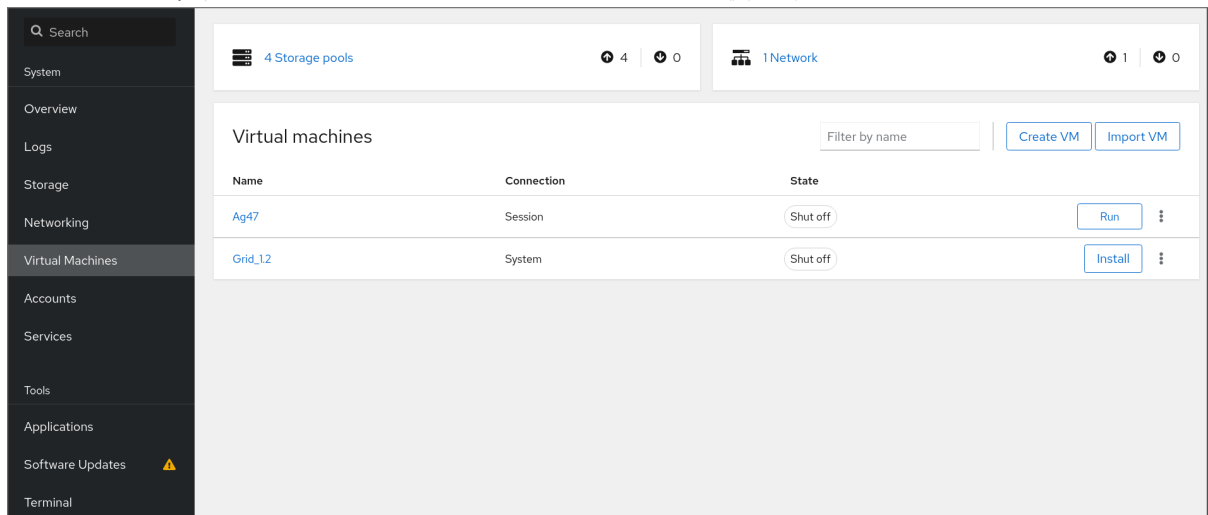 Search
System
Overview
Logs
Storage
Networking
Virtual Machines
Accounts
Services
Tools
Applications
Software Updates
Terminal
4 Storage pools 4 0
1 Network 1 0
Virtual machines
Filter by name
Create VM Import VM
Name Connection State
Ag47 Session Shut off Run
Grid_1.2 System Shut off Install